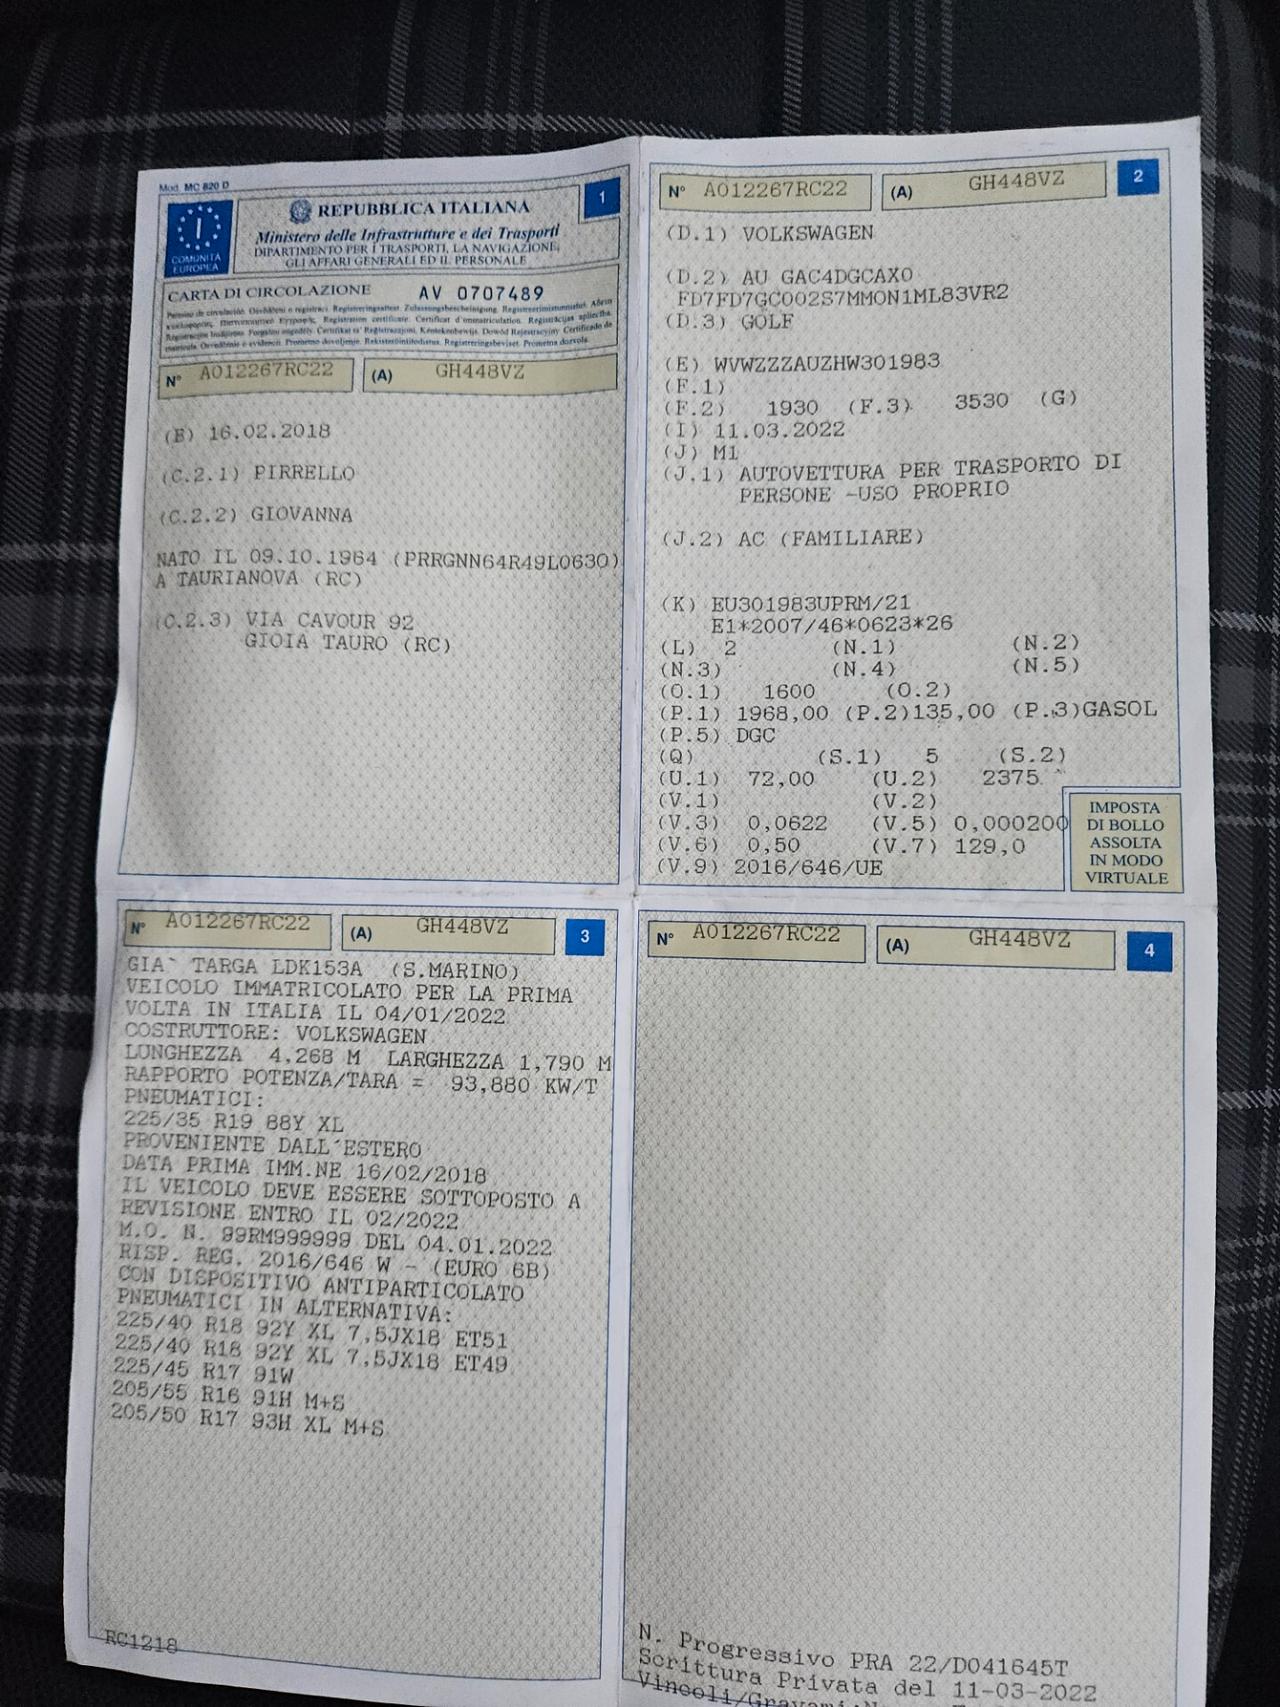 Mod. MC 820 D
1
I
COMUNITÀ
EUROPEA
REPUBBLICA ITALIANA
Ministero delle Infrastrutture e dei Trasporti
DIPARTIMENTO PER I TRASPORTI, LA NAVIGAZIONE,
GLI AFFARI GENERALI ED IL PERSONALE
CARTA DI CIRCOLAZIONE AV 0707489
N° A012267RC22 (A) GH448VZ
(B) 16.02.2018
(C.2.1) PIRRELLO
(C.2.2) GIOVANNA
NATO IL 09.10.1964 (PRRGNN64R49L063O)
A TAURIANOVA (RC)
(C.2.3) VIA CAVOUR 92
GIOIA TAURO (RC)
N° A012267RC22 (A) GH448VZ 2
(D.1) VOLKSWAGEN
(D.2) AU GAC4DGCAX0
FD7FD7GC002S7MMON1ML83VR2
(D.3) GOLF
(E) WVWZZZAUZHW301983
(F.1)
(F.2) 1930 (F.3) 3530 (G)
(I) 11.03.2022
(J) M1
(J.1) AUTOVETTURA PER TRASPORTO DI
PERSONE -USO PROPRIO
(J.2) AC (FAMILIARE)
(K) EU301983UPRM/21
E1*2007/46*0623*26
(L) 2 (N.1) (N.2)
(N.3) (N.4) (N.5)
(O.1) 1600 (O.2)
(P.1) 1968,00 (P.2)135,00 (P.3)GASOL
(P.5) DGC
(Q) (S.1) 5 (S.2)
(U.1) 72,00 (U.2) 2375
(V.1) (V.2)
(V.3) 0,0622 (V.5) 0,000200
(V.6) 0,50 (V.7) 129,0
(V.9) 2016/646/UE
IMPOSTA
DI BOLLO
ASSOLTA
IN MODO
VIRTUALE
N° A012267RC22 (A) GH448VZ 3
GIA` TARGA LDK153A (S.MARINO)
VEICOLO IMMATRICOLATO PER LA PRIMA
VOLTA IN ITALIA IL 04/01/2022
COSTRUTTORE: VOLKSWAGEN
LUNGHEZZA 4,268 M LARGHEZZA 1,790 M
RAPPORTO POTENZA/TARA = 93,880 KW/T
PNEUMATICI:
225/35 R19 88Y XL
PROVENIENTE DALL´ESTERO
DATA PRIMA IMM.NE 16/02/2018
IL VEICOLO DEVE ESSERE SOTTOPOSTO A
REVISIONE ENTRO IL 02/2022
M.O. N. 99RM999999 DEL 04.01.2022
RISP. REG. 2016/646 W - (EURO 6B)
CON DISPOSITIVO ANTIPARTICOLATO
PNEUMATICI IN ALTERNATIVA:
225/40 R18 92Y XL 7,5JX18 ET51
225/40 R18 92Y XL 7,5JX18 ET49
225/45 R17 91W
205/55 R16 91H M+S
205/50 R17 93H XL M+S
RC1218
N° A012267RC22 (A) GH448VZ 4
N. Progressivo PRA 22/D041645T
Scrittura Privata del 11-03-2022